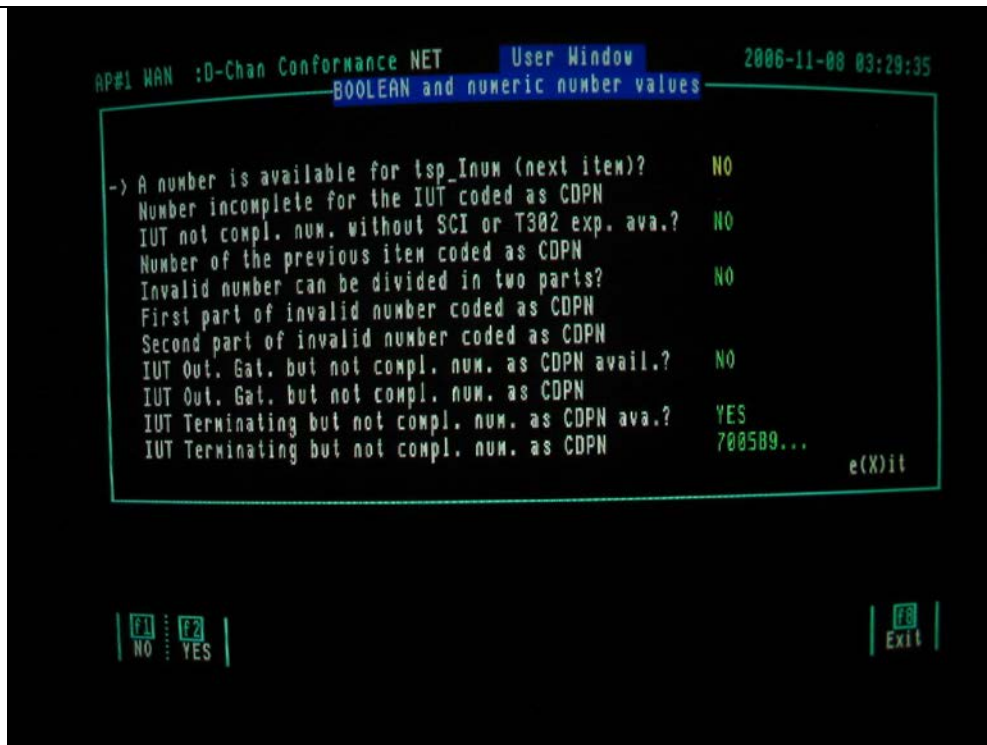 AP#1 WAN :D-Chan Conformance NET User Window 2006-11-08 03:29:35
BOOLEAN and numeric number values
-> A number is available for tsp_Inum (next item)? NO
Number incomplete for the IUT coded as CDPN
IUT not compl. num. without SCI or T302 exp. ava.? NO
Number of the previous item coded as CDPN
Invalid number can be divided in two parts? NO
First part of invalid number coded as CDPN
Second part of invalid number coded as CDPN
IUT Out. Gat. but not compl. num. as CDPN avail.? NO
IUT Out. Gat. but not compl. num. as CDPN
IUT Terminating but not compl. num. as CDPN ava.? YES
IUT Terminating but not compl. num. as CDPN 7005B9...
e(X)it
f1 f2 f8
NO YES Exit